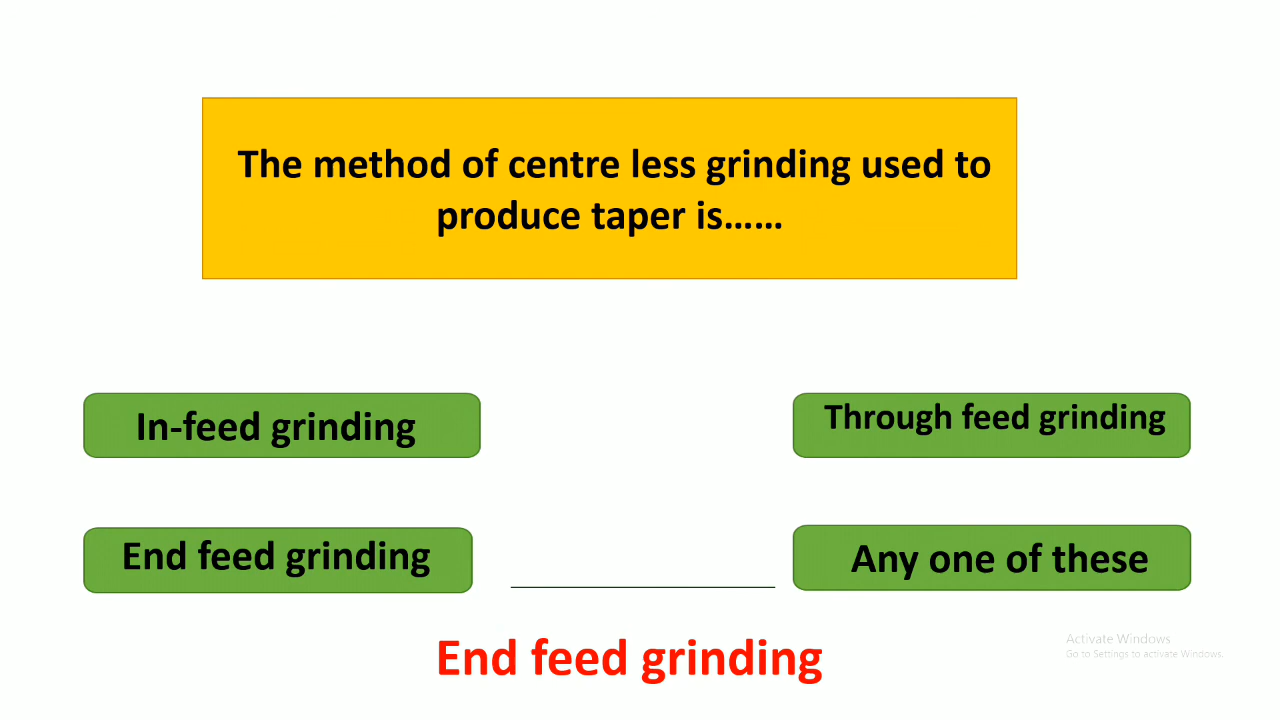 The method of centre less grinding used to
produce taper is......
In-feed grinding
Through feed grinding
End feed grinding
Any one of these
End feed grinding
Activate Windows
Go to Settings to activate Windows.